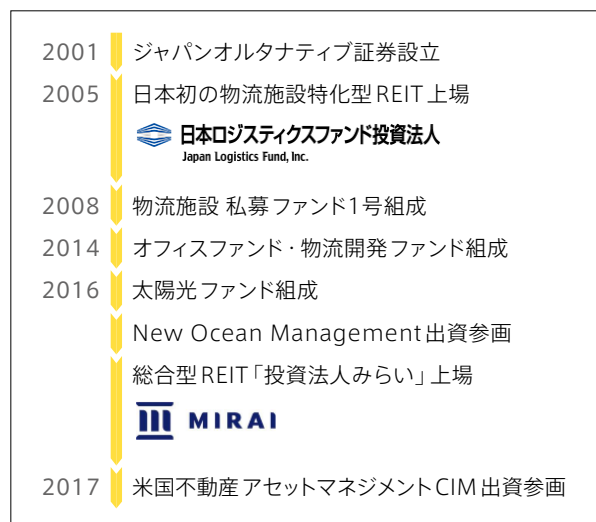 2001 ジャパンオルタナティブ証券設立
2005 日本初の物流施設特化型REIT上場
日本ロジスティクスファンド投資法人
Japan Logistics Fund, Inc.
2008 物流施設 私募ファンド1号組成
2014 オフィスファンド・物流開発ファンド組成
2016 太陽光ファンド組成
New Ocean Management出資参画
総合型REIT「投資法人みらい」上場
MIRAI
2017 米国不動産アセットマネジメントCIM出資参画